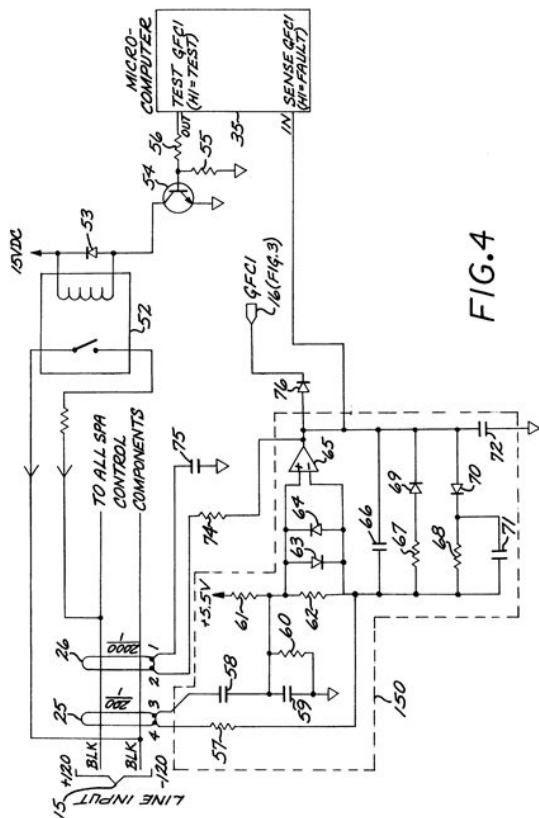 MICRO-
COMPUTER
TEST GFCI
(HI=TEST)
OUT
35
SENSE GFCI
(HI=FAULT)
IN
56
55
54
15VDC
53
52
GFCI
16(FIG.3)
76
TO ALL SPA
CONTROL
COMPONENTS
75
74
65
64
63
+5.5V
61
62
60
59
58
57
66
67
69
68
70
71
72
150
26
1
2000
2
1
25
1
200
4
3
BLK
BLK
+120
-120
LINE INPUT
15
FIG.4